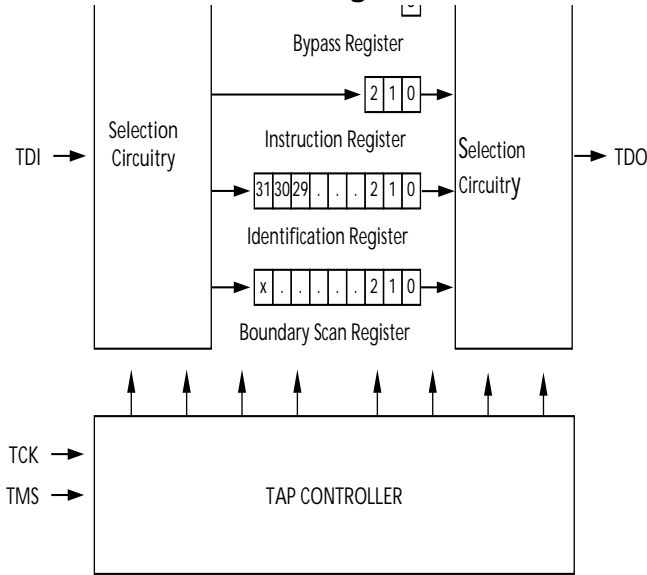 Bypass Register
2 1 0
Selection
Circuitry
Instruction Register
Selection
Circuitry
TDI
TDO
31 30 29 . . . 2 1 0
Identification Register
x . . . . . 2 1 0
Boundary Scan Register
TCK
TMS
TAP CONTROLLER